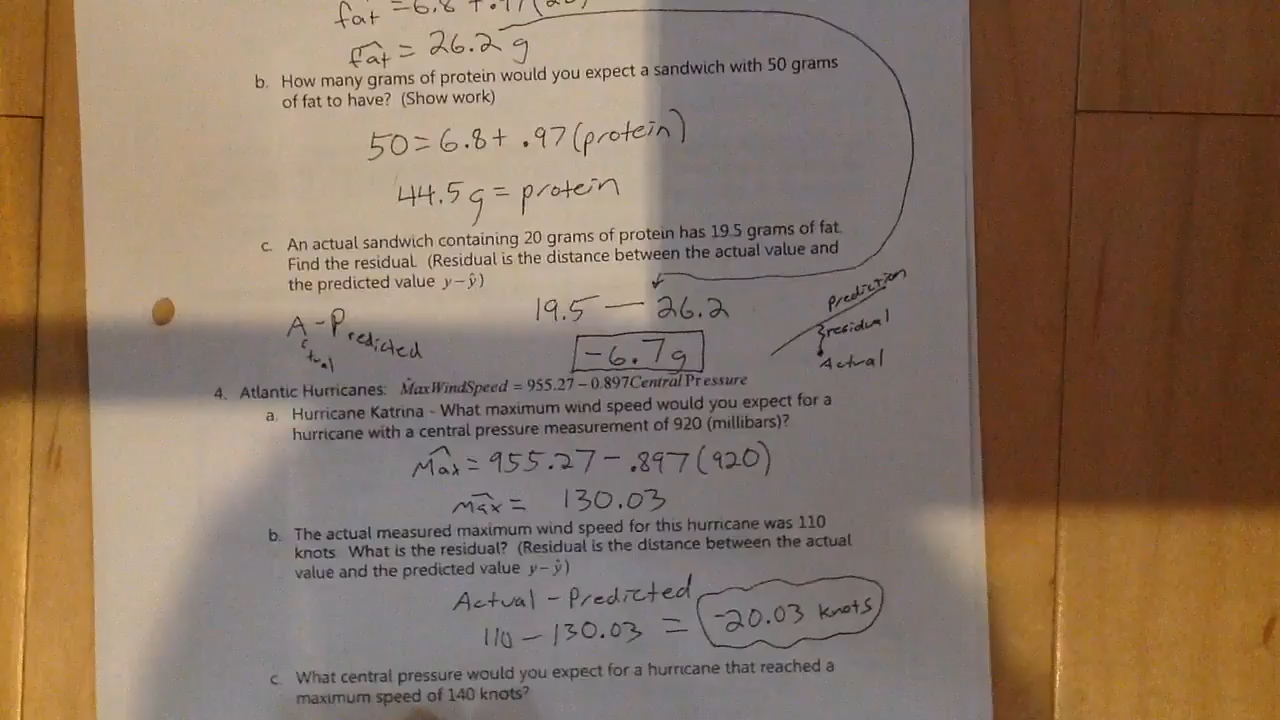 fat = 6.8 + .97(20)
fat = 26.2 g
b. How many grams of protein would you expect a sandwich with 50 grams
of fat to have? (Show work)
50 = 6.8 + .97(protein)
44.5 g = protein
c. An actual sandwich containing 20 grams of protein has 19.5 grams of fat.
Find the residual. (Residual is the distance between the actual value and
the predicted value y-ŷ)
19.5 — 26.2
A - Predicted
ctual
-6.7g
Prediction
residual
Actual
4. Atlantic Hurricanes: MaxWindSpeed = 955.27 - 0.897Central Pressure
a. Hurricane Katrina - What maximum wind speed would you expect for a
hurricane with a central pressure measurement of 920 (millibars)?
Max = 955.27 - .897(920)
Max = 130.03
b. The actual measured maximum wind speed for this hurricane was 110
knots. What is the residual? (Residual is the distance between the actual
value and the predicted value y-ŷ)
Actual - Predicted
110 - 130.03 = -20.03 knots
c. What central pressure would you expect for a hurricane that reached a
maximum speed of 140 knots?